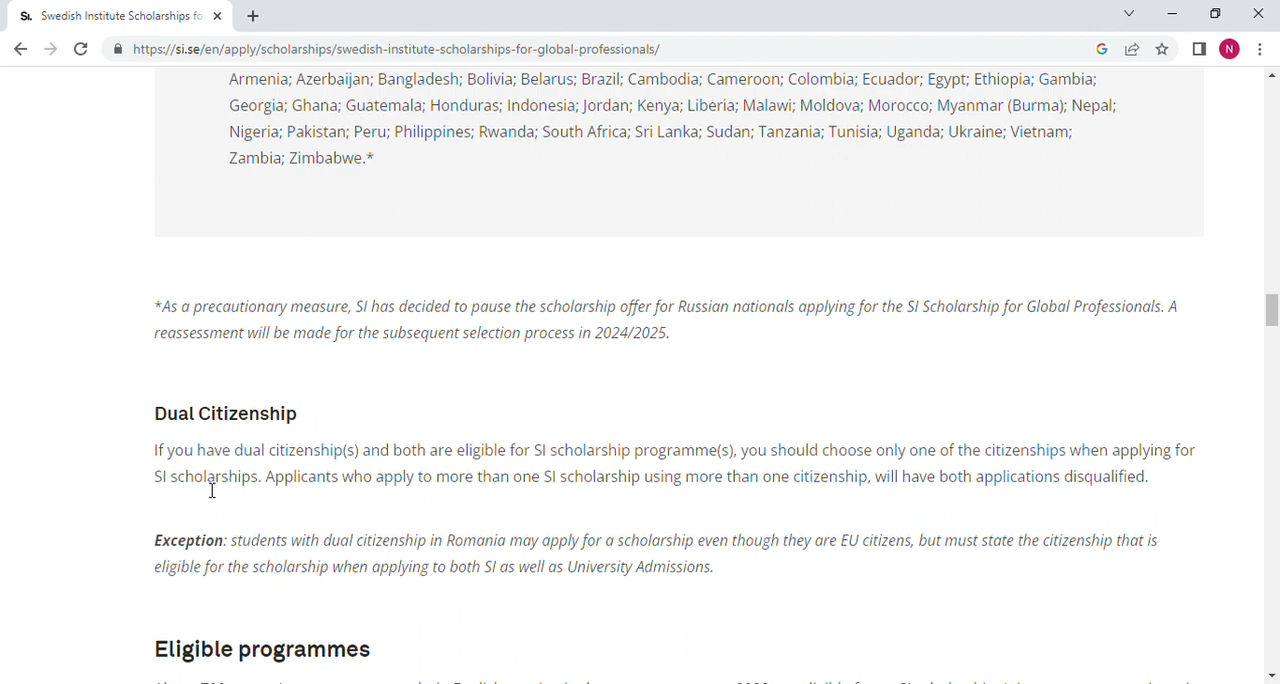 Si. Swedish Institute Scholarships fo
https://si.se/en/apply/scholarships/swedish-institute-scholarships-for-global-professionals/
N
Armenia; Azerbaijan; Bangladesh; Bolivia; Belarus; Brazil; Cambodia; Cameroon; Colombia; Ecuador; Egypt; Ethiopia; Gambia;
Georgia; Ghana; Guatemala; Honduras; Indonesia; Jordan; Kenya; Liberia; Malawi; Moldova; Morocco; Myanmar (Burma); Nepal;
Nigeria; Pakistan; Peru; Philippines; Rwanda; South Africa; Sri Lanka; Sudan; Tanzania; Tunisia; Uganda; Ukraine; Vietnam;
Zambia; Zimbabwe.*
*As a precautionary measure, SI has decided to pause the scholarship offer for Russian nationals applying for the SI Scholarship for Global Professionals. A
reassessment will be made for the subsequent selection process in 2024/2025.
Dual Citizenship
If you have dual citizenship(s) and both are eligible for SI scholarship programme(s), you should choose only one of the citizenships when applying for
SI scholarships. Applicants who apply to more than one SI scholarship using more than one citizenship, will have both applications disqualified.
Exception: students with dual citizenship in Romania may apply for a scholarship even though they are EU citizens, but must state the citizenship that is
eligible for the scholarship when applying to both SI as well as University Admissions.
Eligible programmes